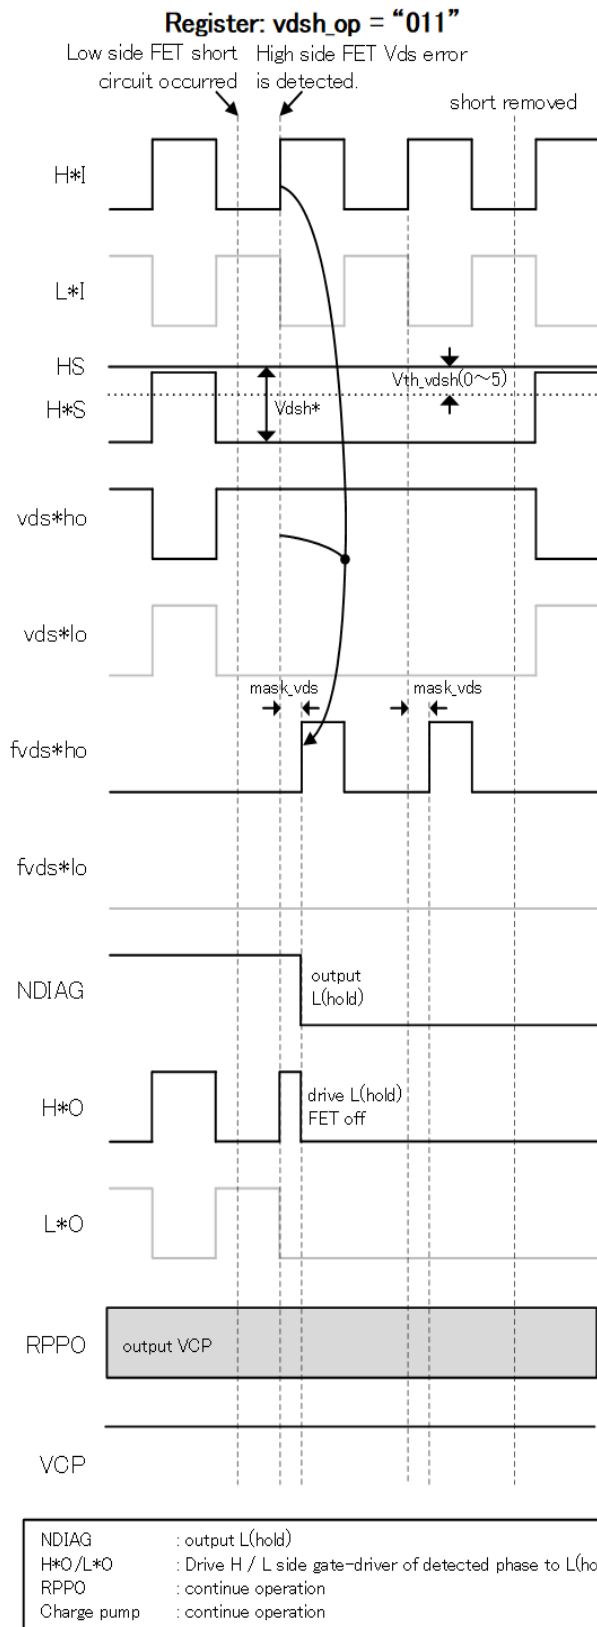 Register: vdsh_op = “011”
Low side FET short
circuit occurred
High side FET Vds error
is detected.
short removed
H*I
L*I
HS
Vth_vdsh(0～5)
H*S
Vdsh*
vds*ho
vds*lo
mask_vds
mask_vds
fvds*ho
fvds*lo
NDIAG
output
L(hold)
H*O
drive L(hold)
FET off
L*O
RPPO
output VCP
VCP
NDIAG : output L(hold)
H*O/L*O : Drive H / L side gate-driver of detected phase to L(ho
RPPO : continue operation
Charge pump : continue operation